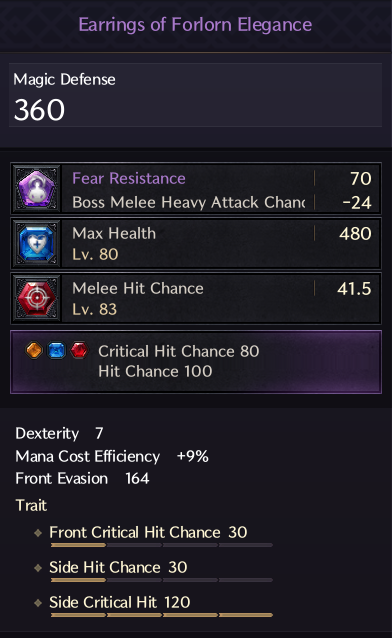 Earrings of Forlorn Elegance
Magic Defense
360
Fear Resistance 70
Boss Melee Heavy Attack Chanc -24
Max Health 480
Lv. 80
Melee Hit Chance 41.5
Lv. 83
Critical Hit Chance 80
Hit Chance 100
Dexterity 7
Mana Cost Efficiency +9%
Front Evasion 164
Trait
Front Critical Hit Chance 30
Side Hit Chance 30
Side Critical Hit 120